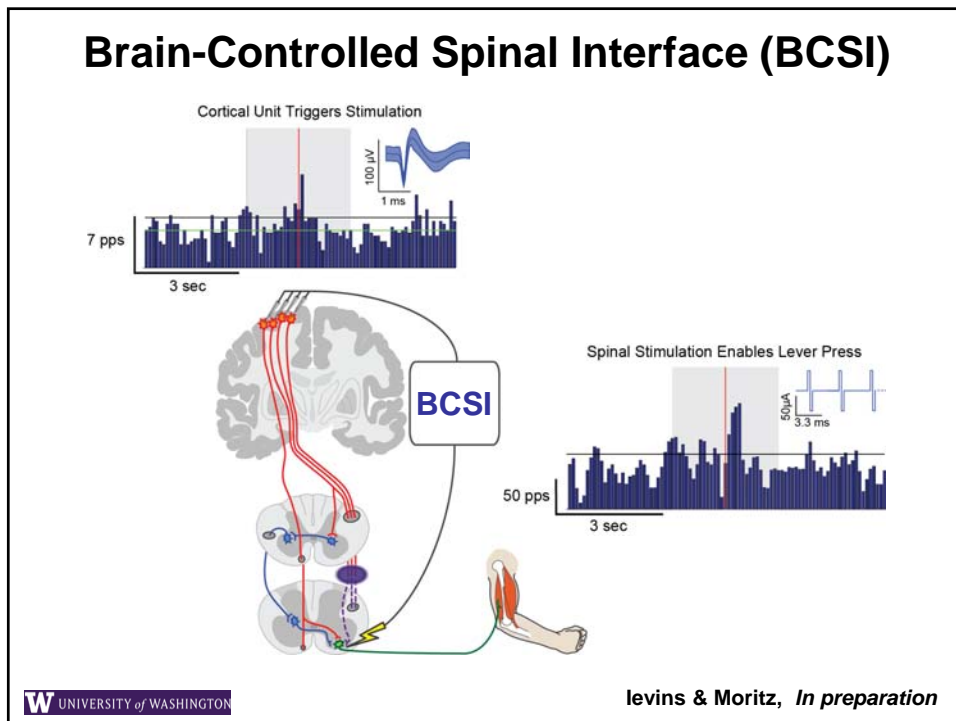 Brain-Controlled Spinal Interface (BCSI)
Cortical Unit Triggers Stimulation
100 µV
1 ms
7 pps
3 sec
BCSI
Spinal Stimulation Enables Lever Press
50µA
3.3 ms
50 pps
3 sec
W UNIVERSITY of WASHINGTON
Ievins & Moritz, In preparation